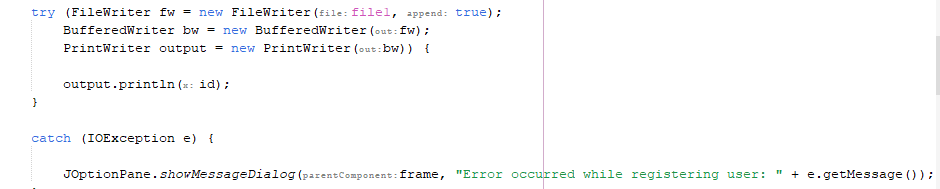 try (FileWriter fw = new FileWriter(file: file1, append: true);
BufferedWriter bw = new BufferedWriter(out: fw);
PrintWriter output = new PrintWriter(out: bw)) {
output.println(x: id);
}
catch (IOException e) {
JOptionPane.showMessageDialog(parentComponent: frame, "Error occurred while registering user: " + e.getMessage());